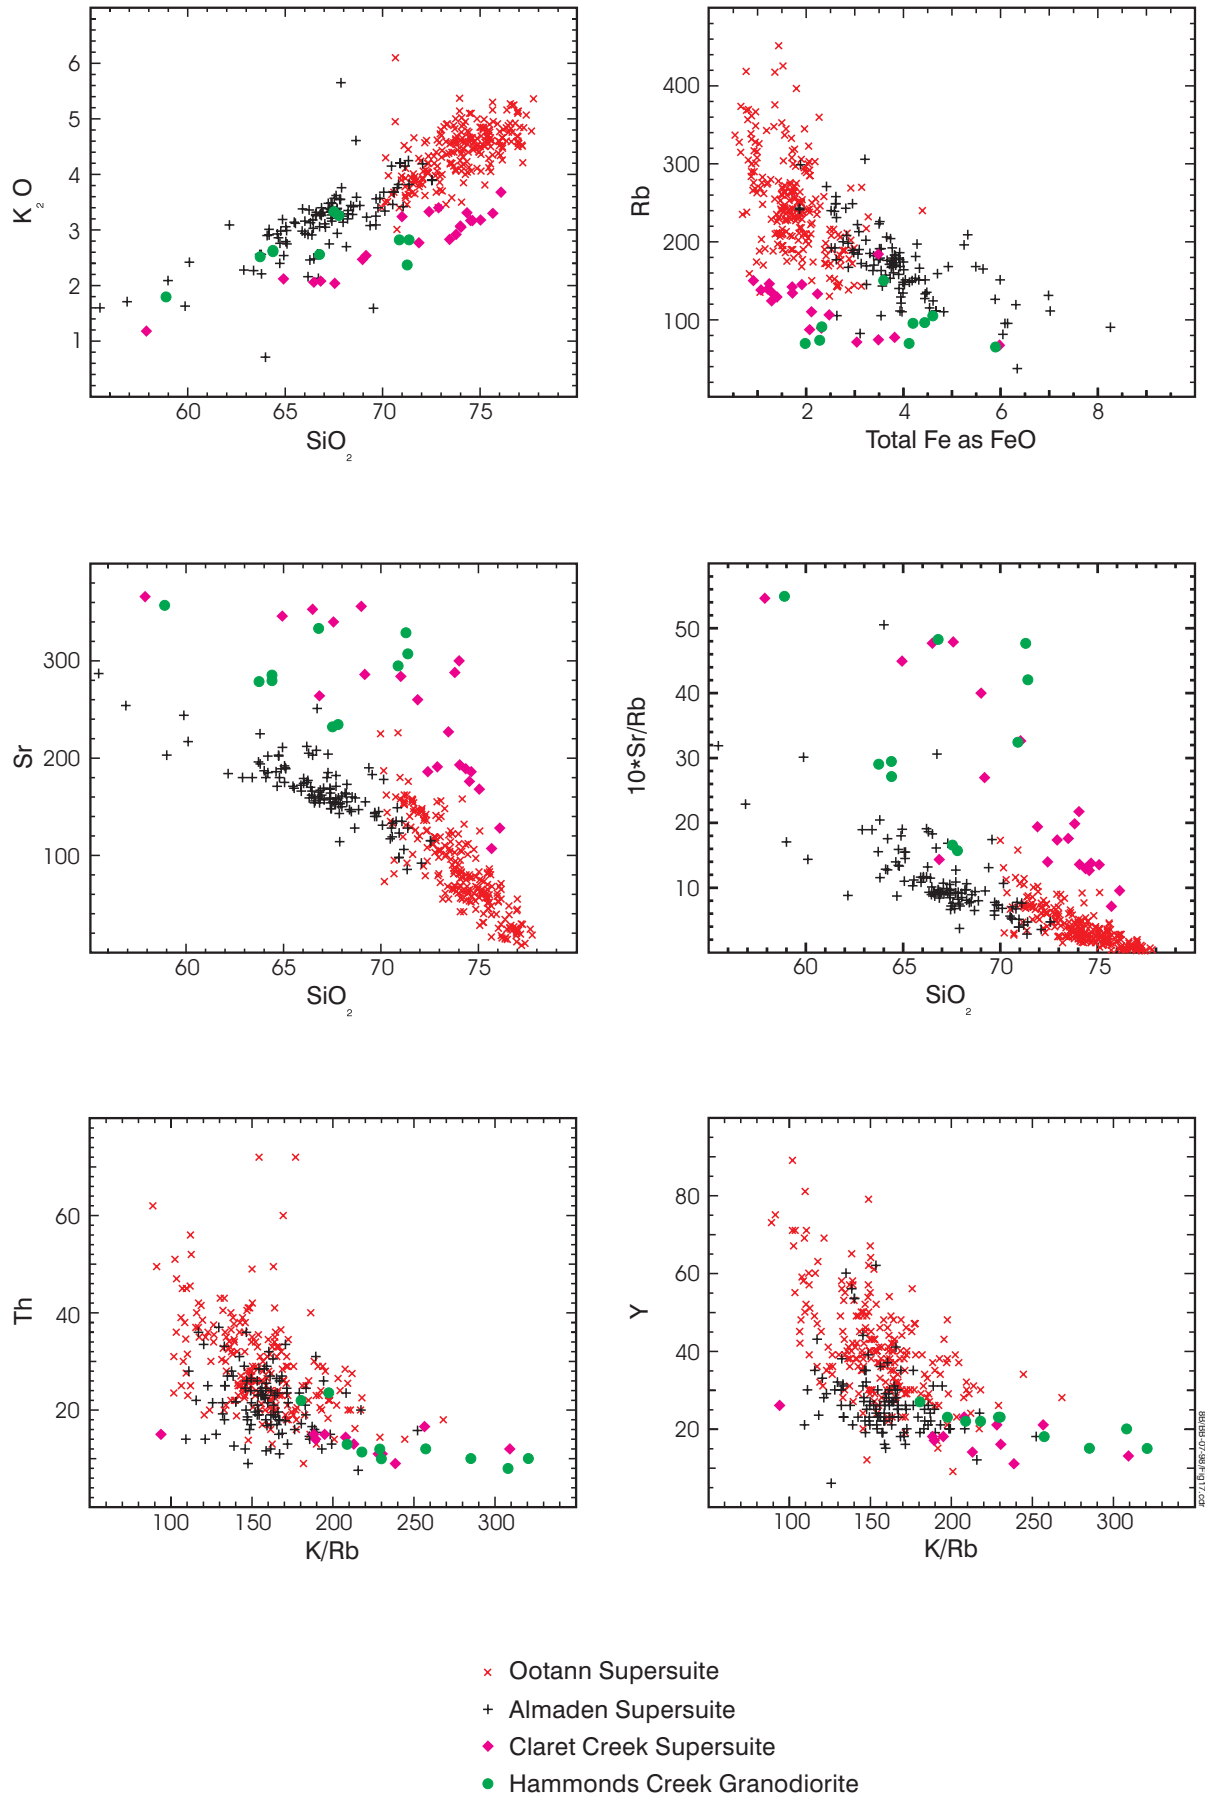 6
5
4
3
2
1
K₂O
60 65 70 75
SiO₂
400
300
200
100
Rb
2 4 6 8
Total Fe as FeO
300
200
100
Sr
60 65 70 75
SiO₂
50
40
30
20
10
10*Sr/Rb
60 65 70 75
SiO₂
60
40
20
Th
100 150 200 250 300
K/Rb
80
60
40
20
Y
100 150 200 250 300
K/Rb
Ootann Supersuite
Almaden Supersuite
Claret Creek Supersuite
Hammonds Creek Granodiorite